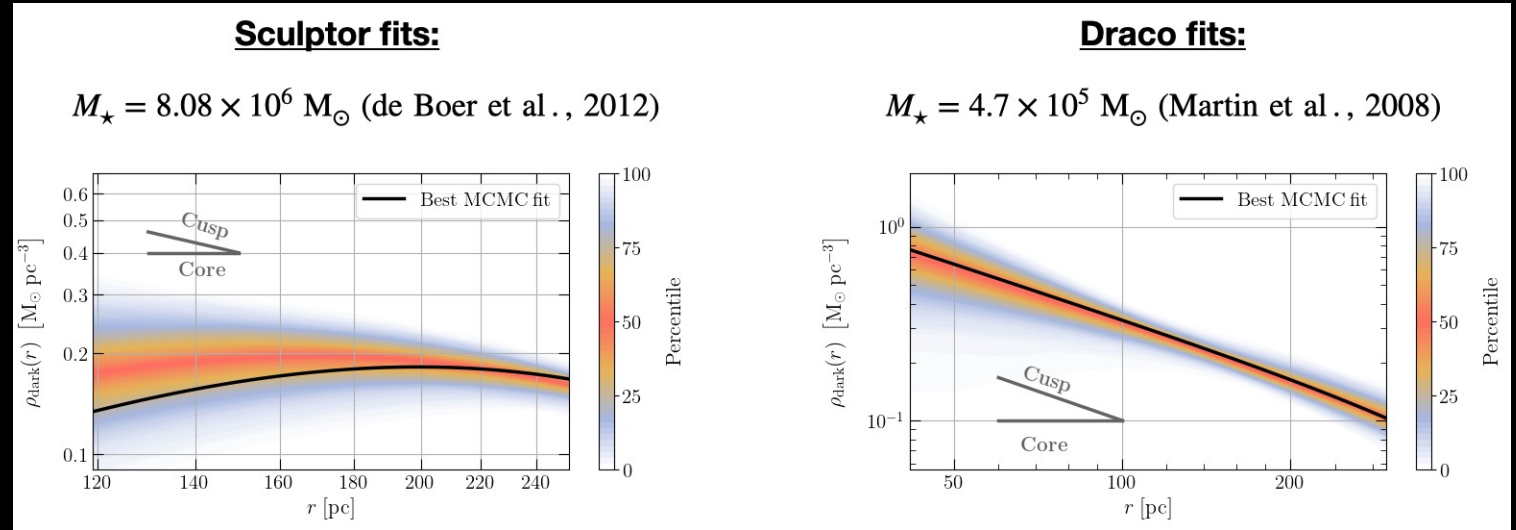 Sculptor fits:
M⋆ = 8.08 × 10⁶ M⊙ (de Boer et al., 2012)
0.6
0.5
0.4
0.3
0.2
0.1
ρdark(r) [M⊙ pc⁻³]
Cusp
Core
Best MCMC fit
120 140 160 180 200 220 240
r [pc]
100
75
50
25
0
Percentile
Draco fits:
M⋆ = 4.7 × 10⁵ M⊙ (Martin et al., 2008)
10⁰
10⁻¹
ρdark(r) [M⊙ pc⁻³]
Best MCMC fit
Cusp
Core
50 100 200
r [pc]
100
75
50
25
0
Percentile